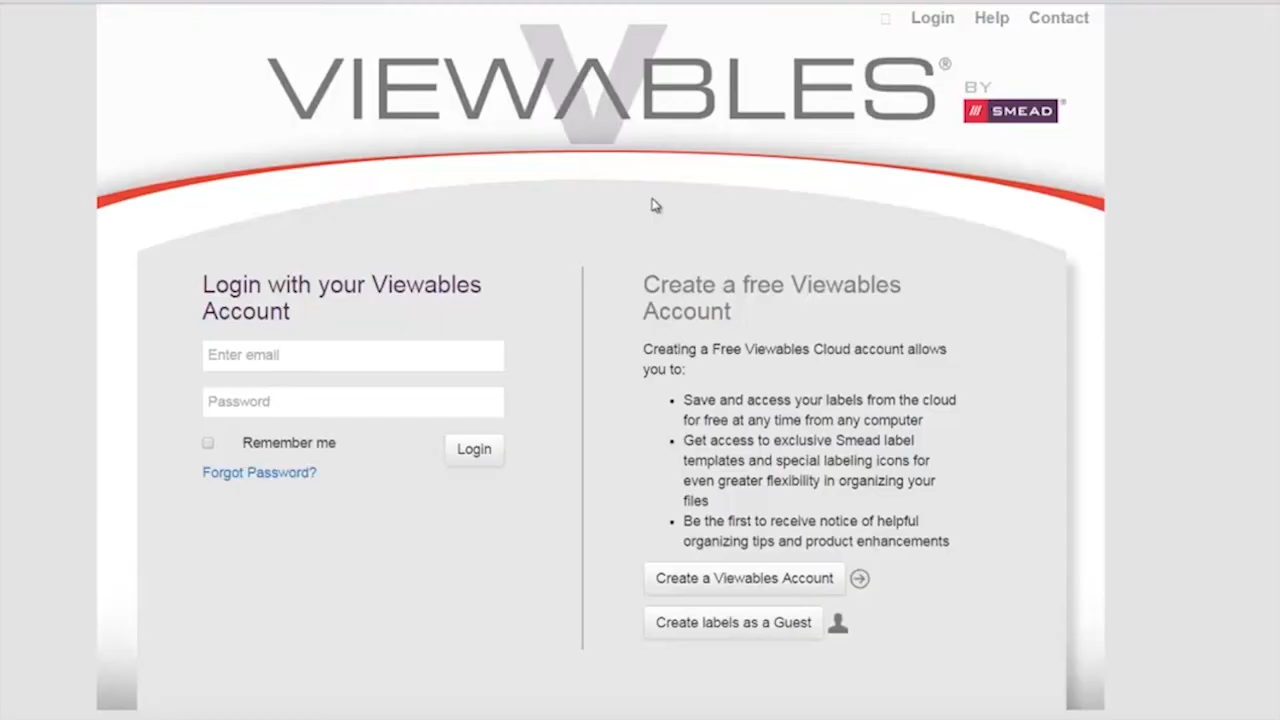 Login Help Contact
VIEWABLES®
BY
SMEAD®
Login with your Viewables
Account
Enter email
Password
Remember me
Login
Forgot Password?
Create a free Viewables
Account
Creating a Free Viewables Cloud account allows
you to:
• Save and access your labels from the cloud
for free at any time from any computer
• Get access to exclusive Smead label
templates and special labeling icons for
even greater flexibility in organizing your
files
• Be the first to receive notice of helpful
organizing tips and product enhancements
Create a Viewables Account
Create labels as a Guest